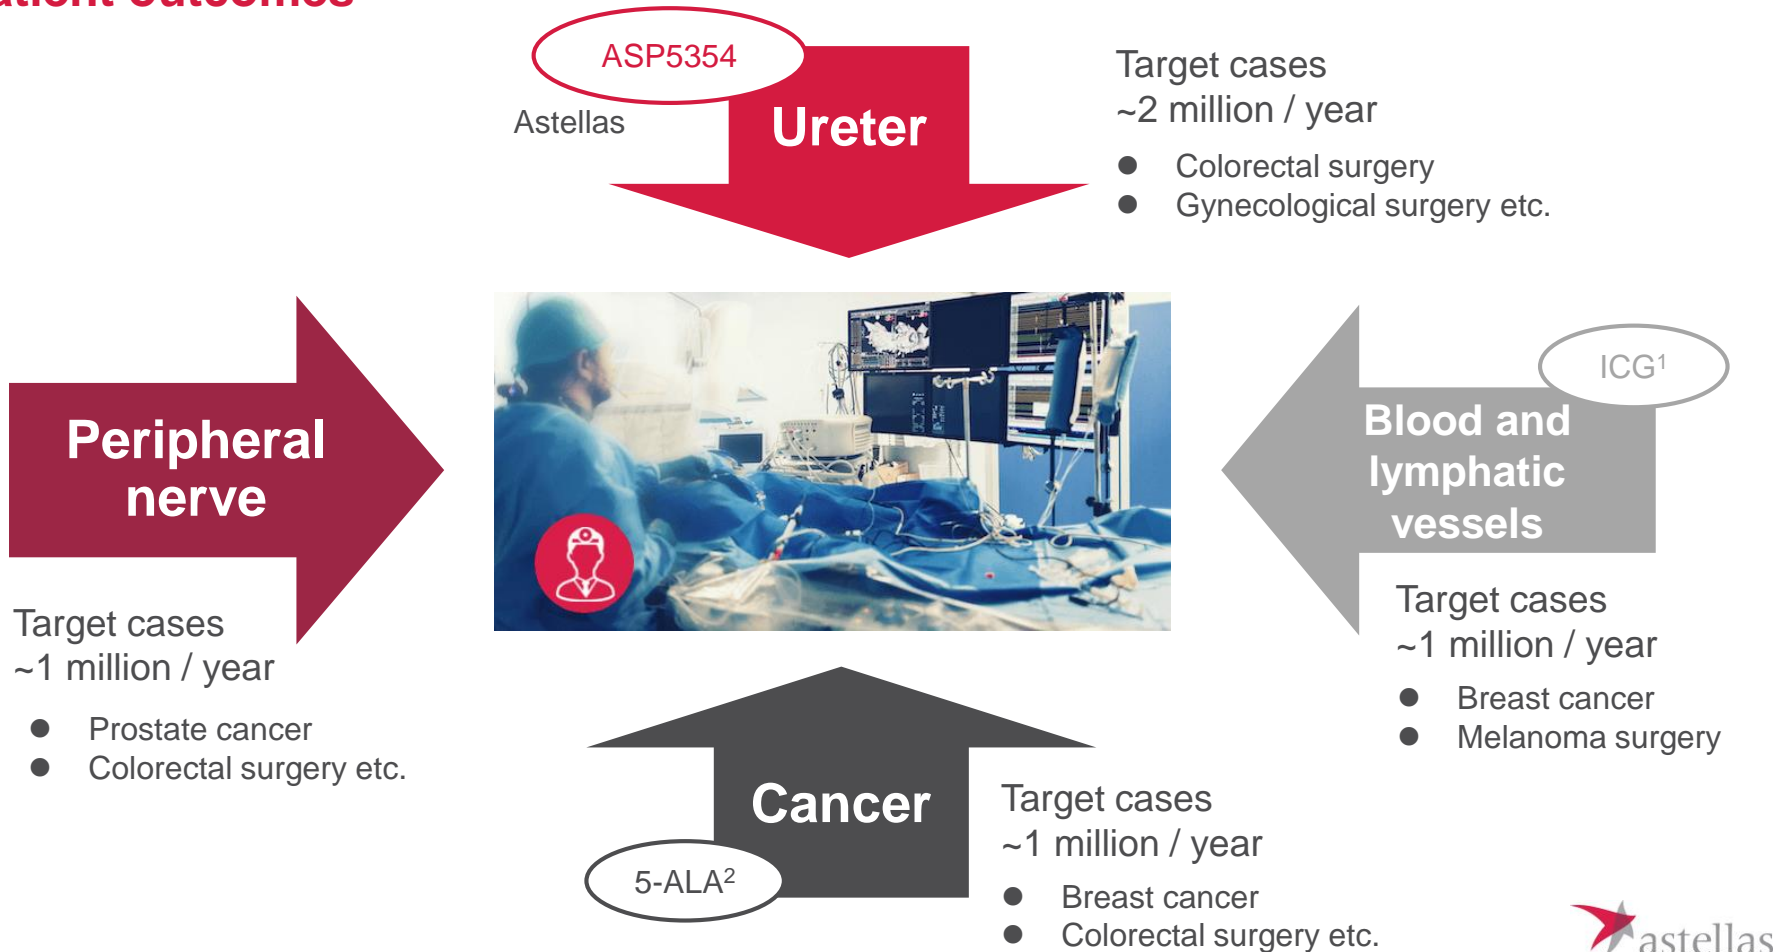 ASP5354
Astellas
Ureter
Target cases
~2 million / year
● Colorectal surgery
● Gynecological surgery etc.
Peripheral
nerve
Target cases
~1 million / year
● Prostate cancer
● Colorectal surgery etc.
ICG¹
Blood and
lymphatic
vessels
Target cases
~1 million / year
● Breast cancer
● Melanoma surgery
Cancer
5-ALA²
Target cases
~1 million / year
● Breast cancer
● Colorectal surgery etc.
astellas